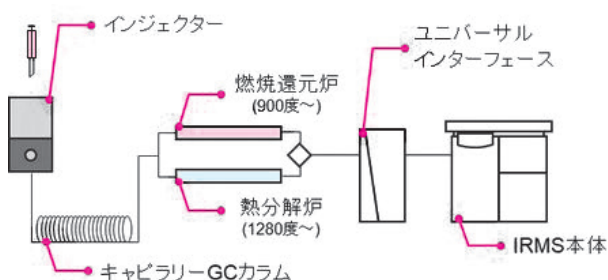 インジェクター
ユニバーサル
インターフェース
燃焼還元炉
(900度～)
熱分解炉
(1280度～)
IRMS本体
キャピラリーGCカラム